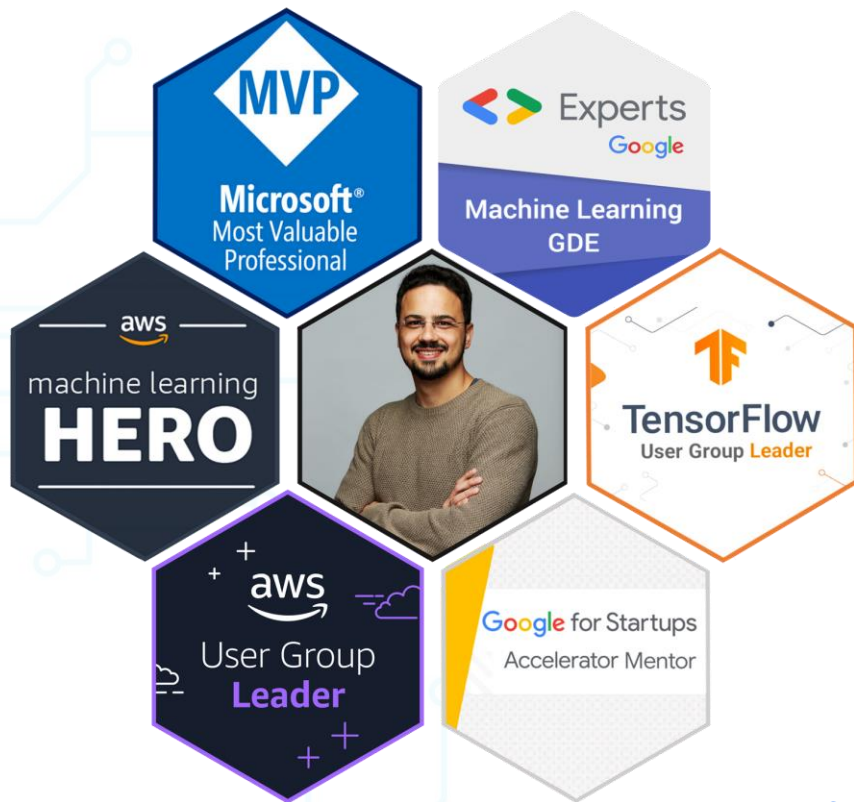 MVP
Microsoft®
Most Valuable
Professional
Experts
Google
Machine Learning
GDE
aws
machine learning
HERO
TensorFlow
User Group Leader
aws
User Group
Leader
Google for Startups
Accelerator Mentor